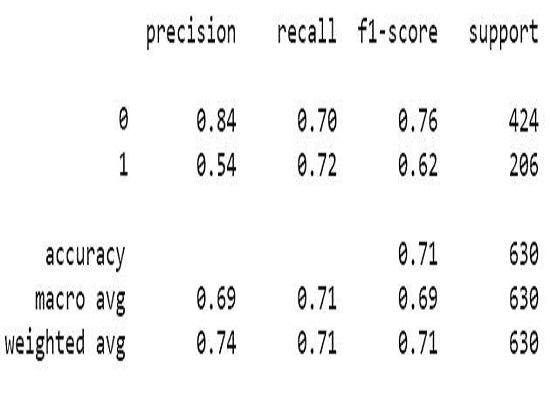 precision recall f1-score support
0 0.84 0.70 0.76 424
1 0.54 0.72 0.62 206
accuracy 0.71 630
macro avg 0.69 0.71 0.69 630
weighted avg 0.74 0.71 0.71 630